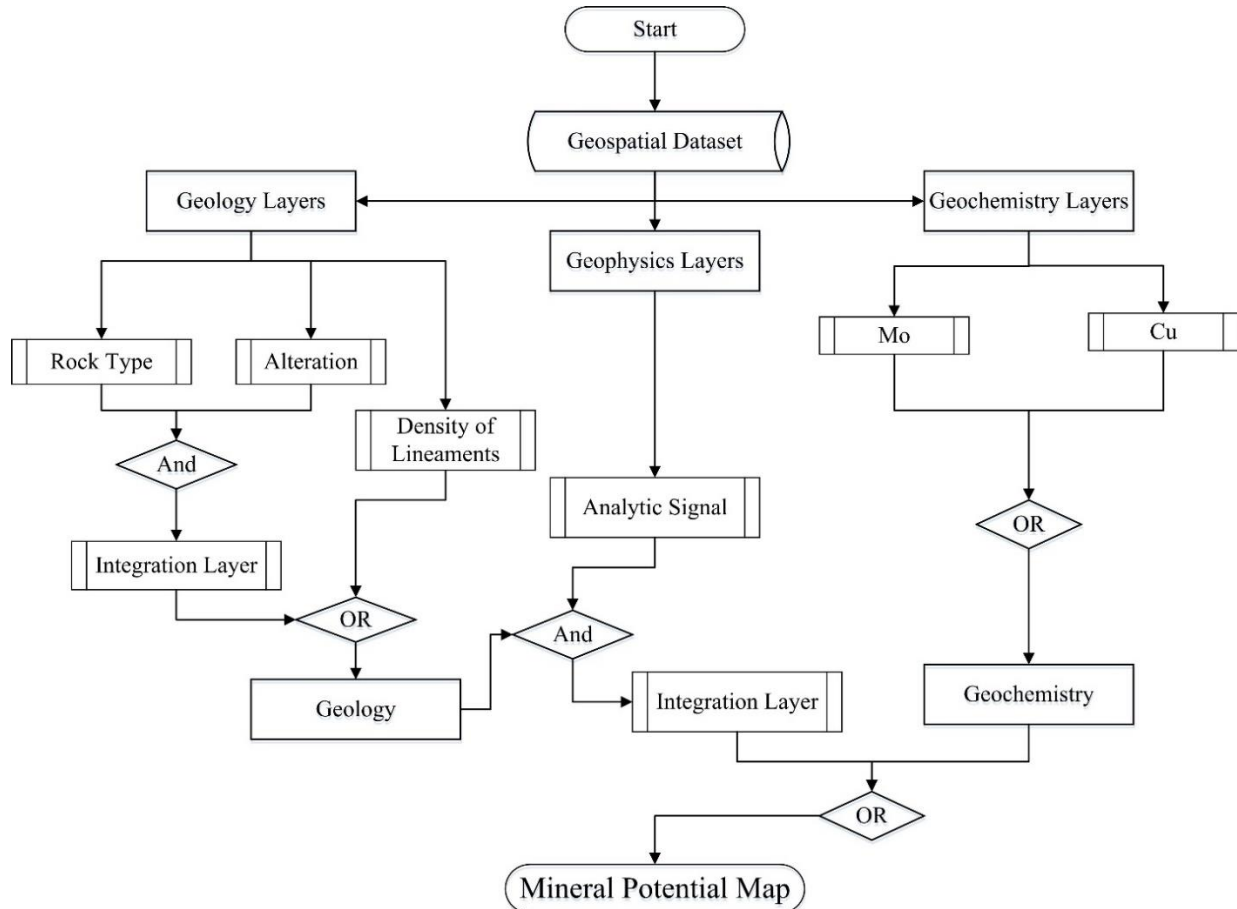 Start
Geospatial Dataset
Geology Layers
Geochemistry Layers
Geophysics Layers
Rock Type
Alteration
Mo
Cu
Density of
Lineaments
And
Analytic Signal
OR
Integration Layer
OR
And
Geology
Integration Layer
Geochemistry
OR
Mineral Potential Map